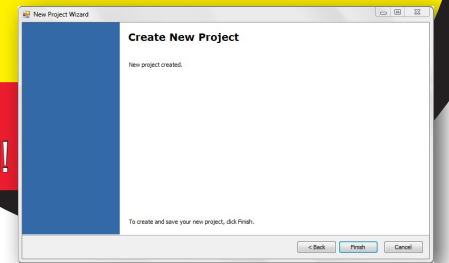 New Project Wizard
Create New Project
New project created.
!
To create and save your new project, click Finish.
< Back
Finish
Cancel